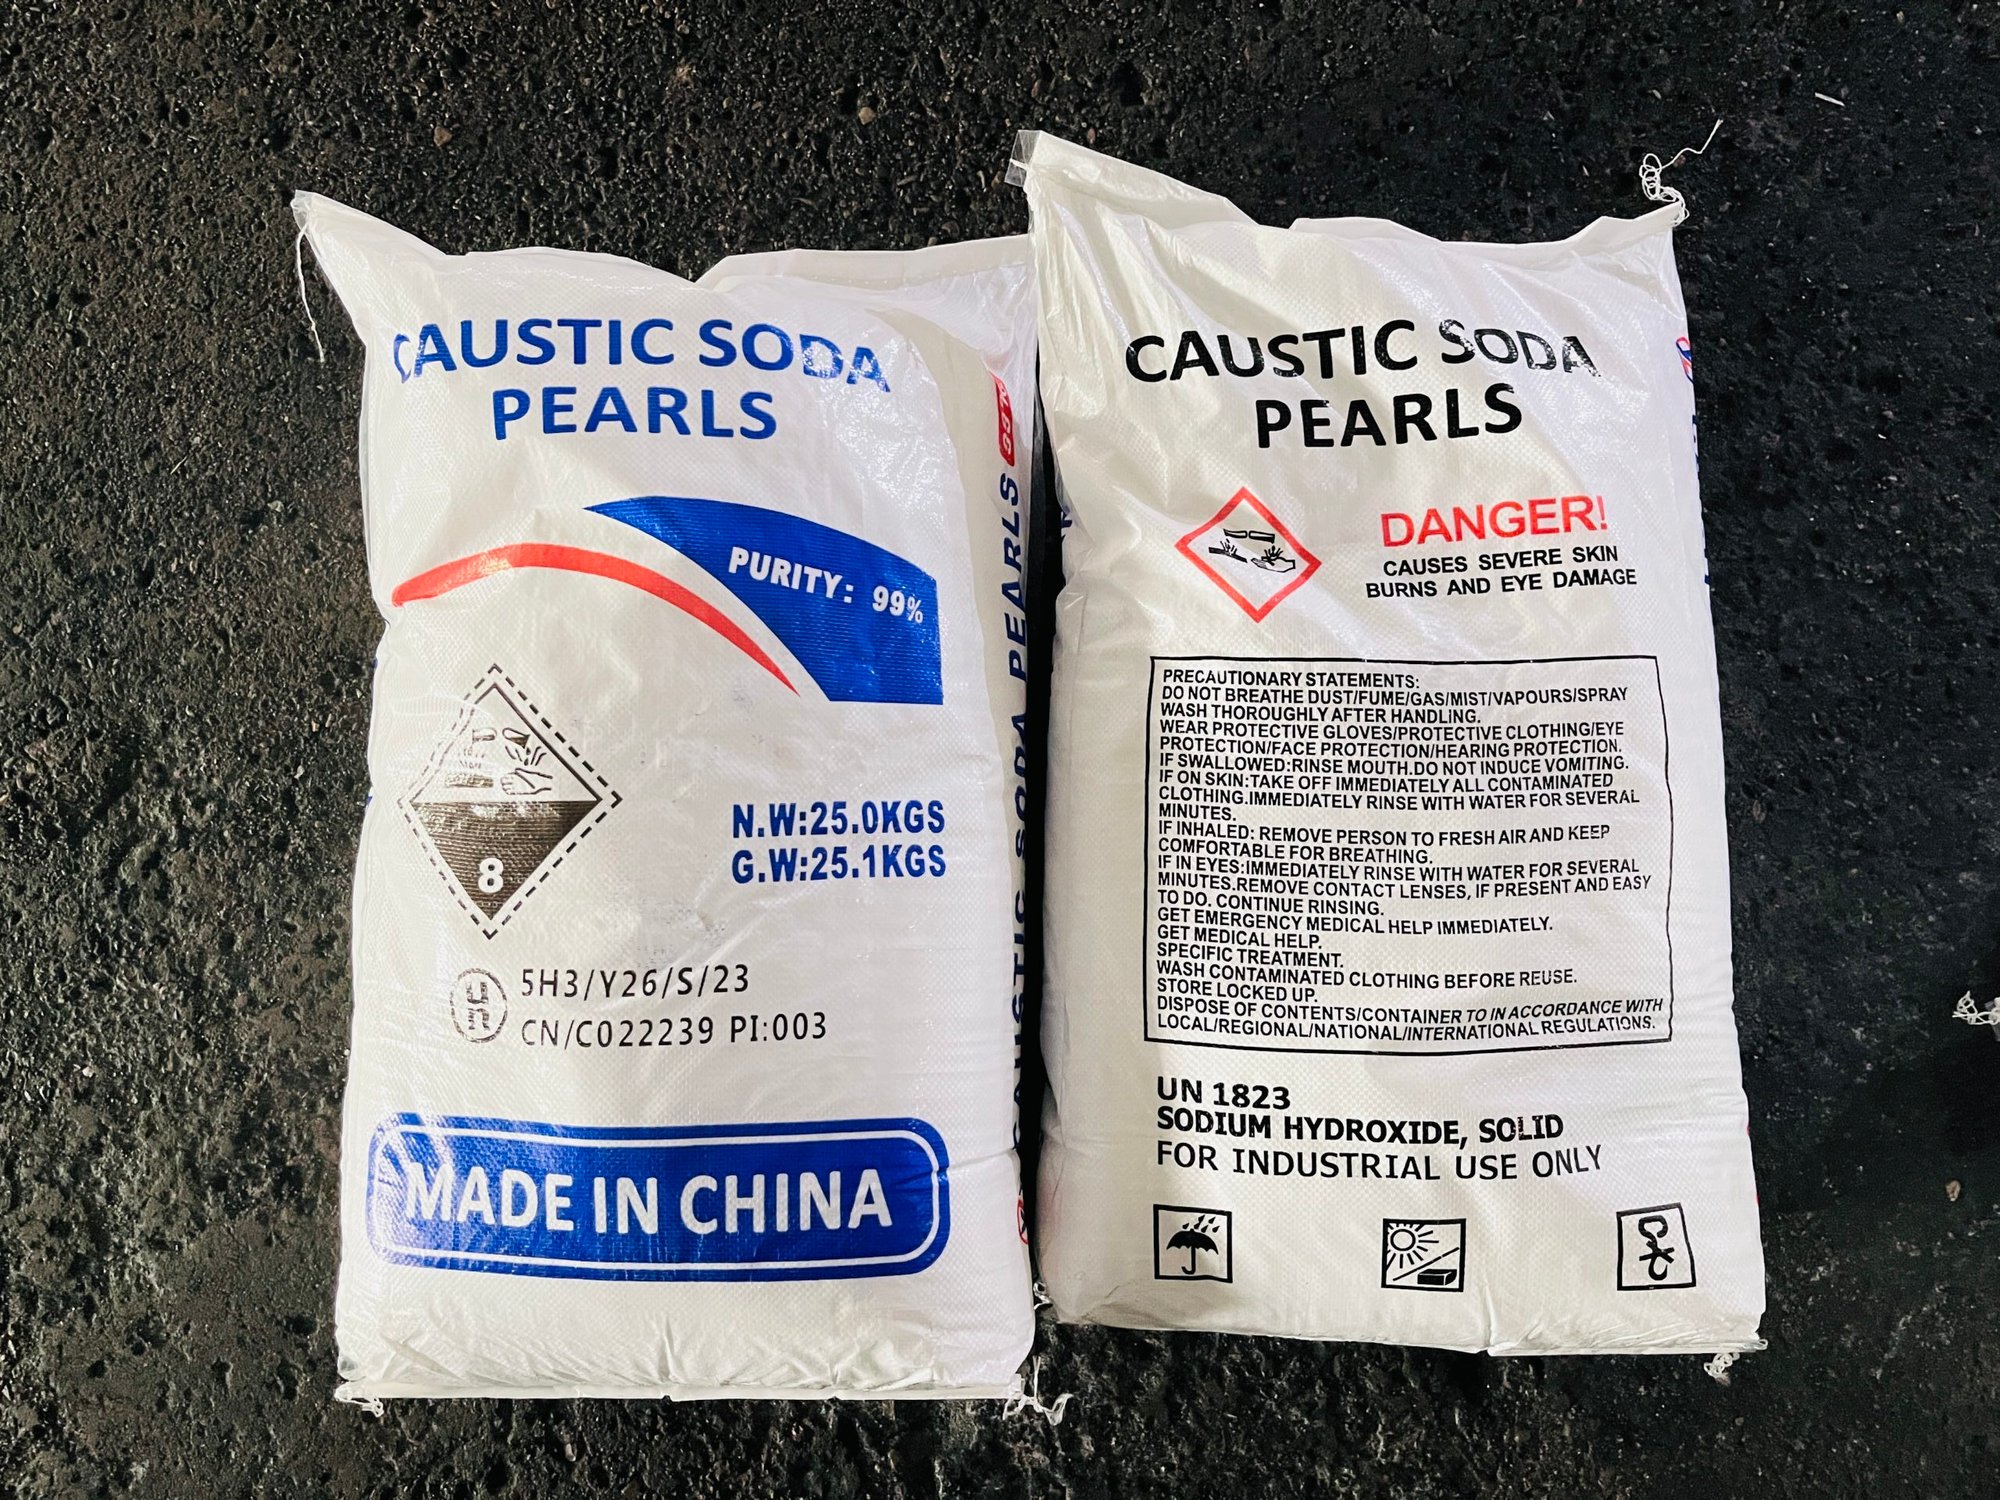 CAUSTIC SODA
PEARLS
PURITY: 99%
8
N.W:25.0KGS
G.W:25.1KGS
un
5H3/Y26/S/23
CN/C022239 PI:003
MADE IN CHINA
CAUSTIC SODA PEARLS
CAUSTIC SODA
PEARLS
DANGER!
CAUSES SEVERE SKIN
BURNS AND EYE DAMAGE
PRECAUTIONARY STATEMENTS:
DO NOT BREATHE DUST/FUME/GAS/MIST/VAPOURS/SPRAY
WASH THOROUGHLY AFTER HANDLING.
WEAR PROTECTIVE GLOVES/PROTECTIVE CLOTHING/EYE
PROTECTION/FACE PROTECTION/HEARING PROTECTION.
IF SWALLOWED:RINSE MOUTH.DO NOT INDUCE VOMITING.
IF ON SKIN:TAKE OFF IMMEDIATELY ALL CONTAMINATED
CLOTHING.IMMEDIATELY RINSE WITH WATER FOR SEVERAL
MINUTES.
IF INHALED: REMOVE PERSON TO FRESH AIR AND KEEP
COMFORTABLE FOR BREATHING.
IF IN EYES:IMMEDIATELY RINSE WITH WATER FOR SEVERAL
MINUTES.REMOVE CONTACT LENSES, IF PRESENT AND EASY
TO DO. CONTINUE RINSING.
GET EMERGENCY MEDICAL HELP IMMEDIATELY.
GET MEDICAL HELP.
SPECIFIC TREATMENT.
WASH CONTAMINATED CLOTHING BEFORE REUSE.
STORE LOCKED UP.
DISPOSE OF CONTENTS/CONTAINER TO IN ACCORDANCE WITH
LOCAL/REGIONAL/NATIONAL/INTERNATIONAL REGULATIONS.
UN 1823
SODIUM HYDROXIDE, SOLID
FOR INDUSTRIAL USE ONLY